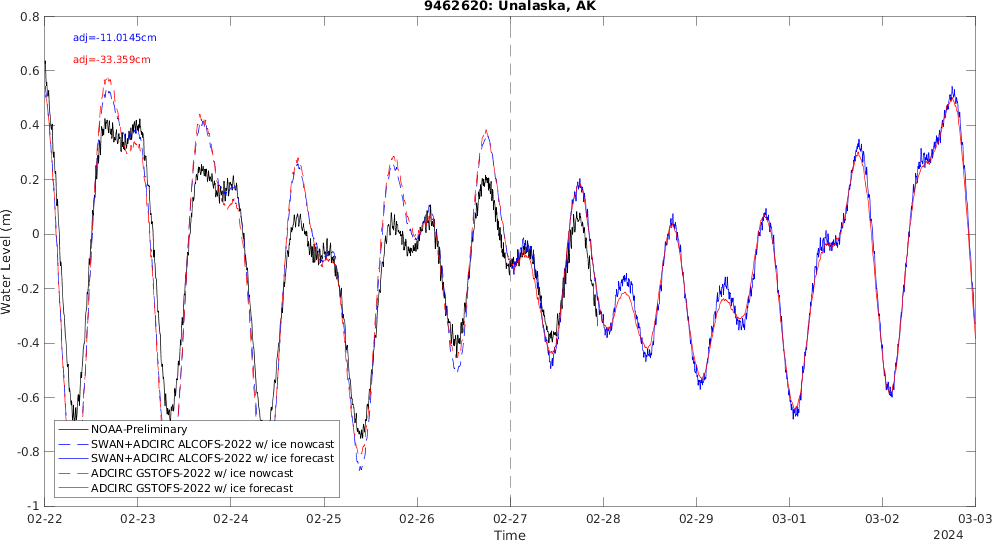 9462620: Unalaska, AK
adj=-11.0145cm
adj=-33.359cm
Water Level (m)
0.8
0.6
0.4
0.2
0
-0.2
-0.4
-0.6
-0.8
-1
NOAA-Preliminary
SWAN+ADCIRC ALCOFS-2022 w/ ice nowcast
SWAN+ADCIRC ALCOFS-2022 w/ ice forecast
ADCIRC GSTOFS-2022 w/ ice nowcast
ADCIRC GSTOFS-2022 w/ ice forecast
02-22 02-23 02-24 02-25 02-26 02-27 02-28 02-29 03-01 03-02 03-03
Time
2024